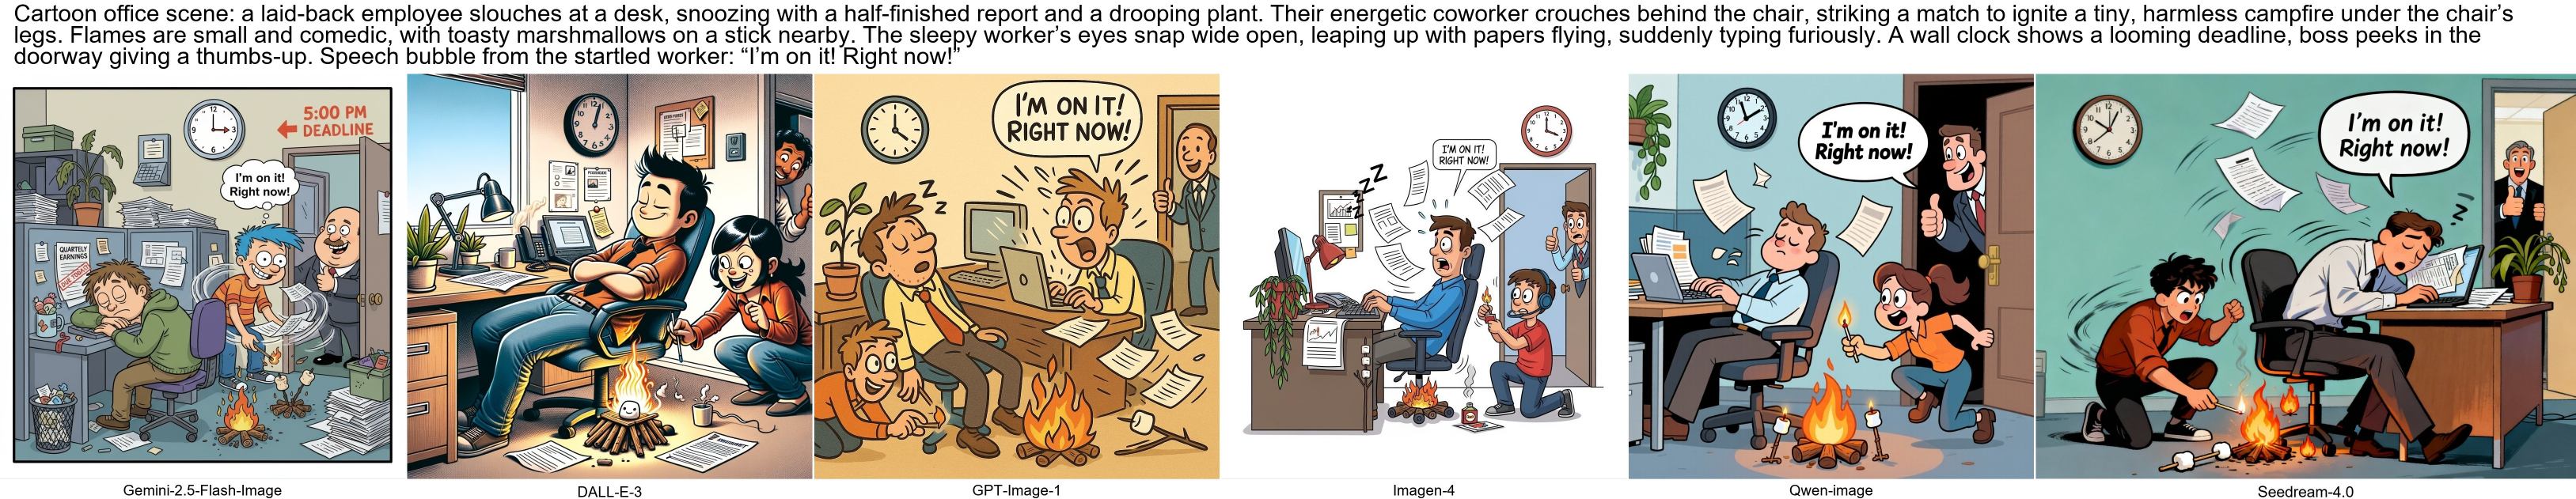 Cartoon office scene: a laid-back employee slouches at a desk, snoozing with a half-finished report and a drooping plant. Their energetic coworker crouches behind the chair, striking a match to ignite a tiny, harmless campfire under the chair's
legs. Flames are small and comedic, with toasty marshmallows on a stick nearby. The sleepy worker's eyes snap wide open, leaping up with papers flying, suddenly typing furiously. A wall clock shows a looming deadline, boss peeks in the
doorway giving a thumbs-up. Speech bubble from the startled worker: “I'm on it! Right now!”
5:00 PM
DEADLINE
I'm on it!
Right now!
QUARTELY
EARNINGS
Z
Z
I'M ON IT!
RIGHT NOW!
Z
Z
Z
Z
I'M ON IT!
RIGHT NOW!
I'm on it!
Right now!
I'm on it!
Right now!
Z
Gemini-2.5-Flash-Image
DALL-E-3
GPT-Image-1
Imagen-4
Qwen-image
Seedream-4.0